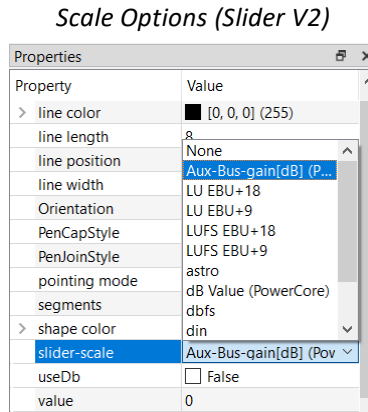 Scale Options (Slider V2)
Properties
Property Value
line color [0, 0, 0] (255)
line length 8
None
line position Aux-Bus-gain[dB] (P...
line width LU EBU+18
Orientation LU EBU+9
PenCapStyle LUFS EBU+18
PenJoinStyle LUFS EBU+9
pointing mode astro
segments dB Value (PowerCore)
dbfs
shape color din
slider-scale Aux-Bus-gain[dB] (Pov
useDb False
value 0